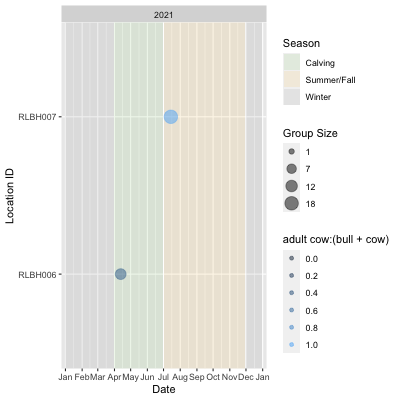 2021
RLBH007
RLBH006
Location ID
Jan Feb Mar Apr May Jun Jul Aug Sep Oct Nov Dec Jan
Date
Season
Calving
Summer/Fall
Winter
Group Size
1
7
12
18
adult cow:(bull + cow)
0.0
0.2
0.4
0.6
0.8
1.0